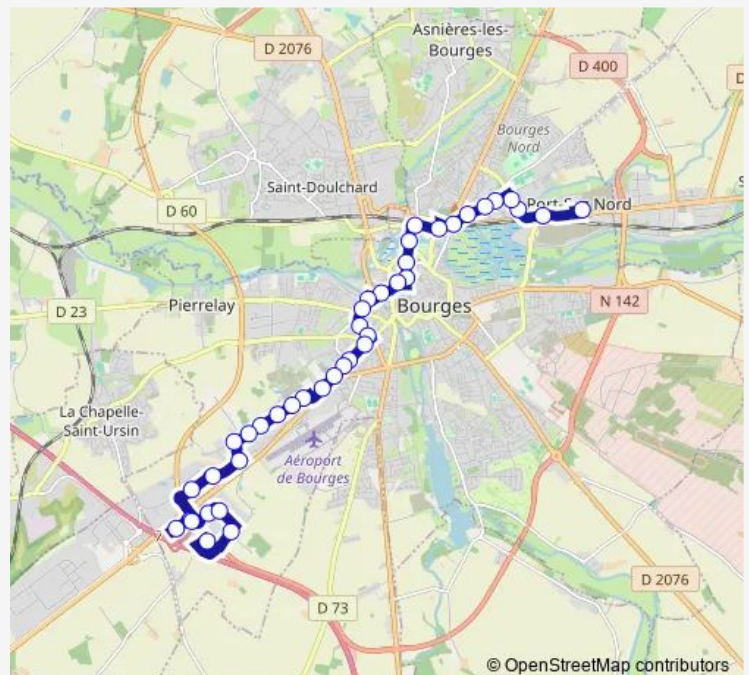 Asnières-les-
Bourges
D 2076
D 400
D
Bourges
Nord
Saint-Doulchard
D 60
Nord
D 23
Pierrelay
Bourges
N 142
La Chapelle-
Saint-Ursin
Aéroport
de Bourges
7
D 2076
D 73
© OpenStreetMap contributors